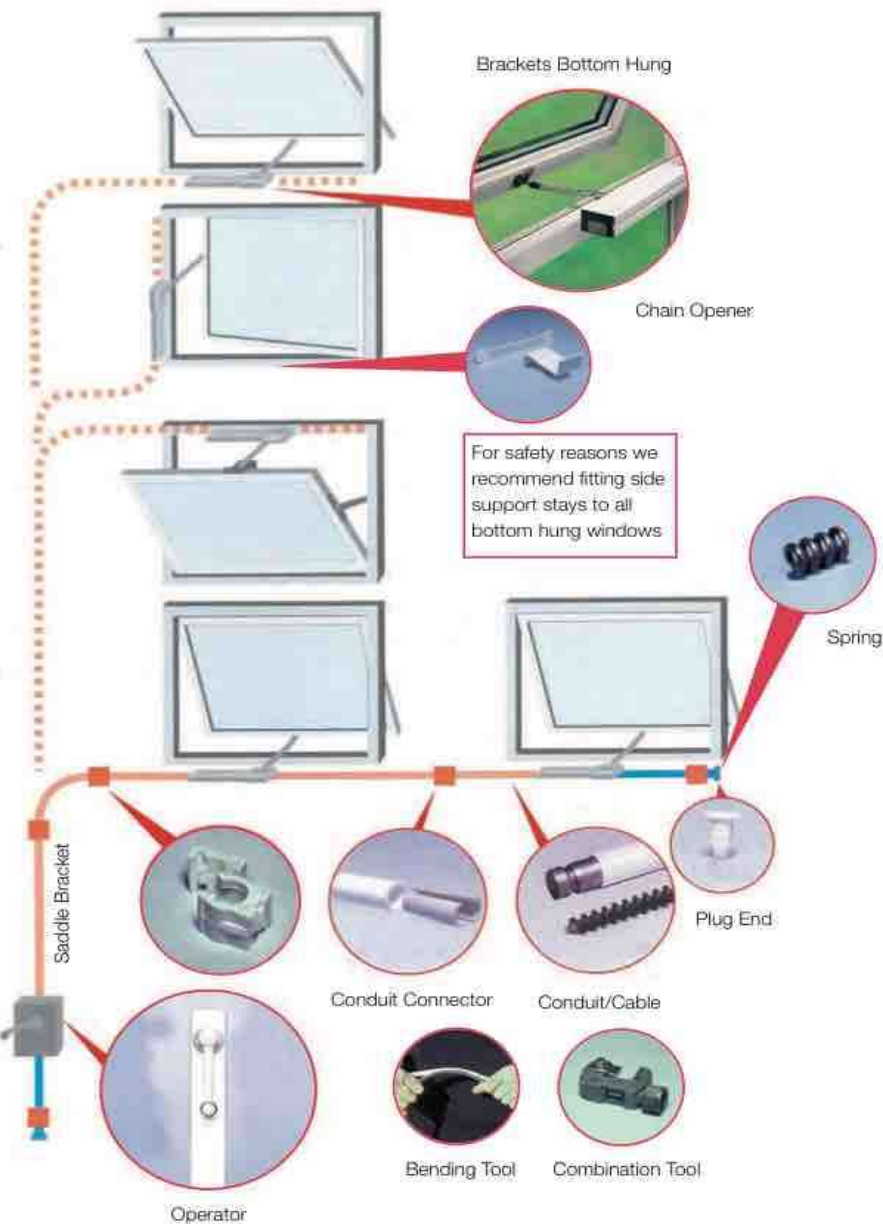 Brackets Bottom Hung
Chain Opener
For safety reasons we
recommend fitting side
support stays to all
bottom hung windows
Spring
Saddle Bracket
Plug End
Conduit Connector
Conduit/Cable
Bending Tool
Combination Tool
Operator